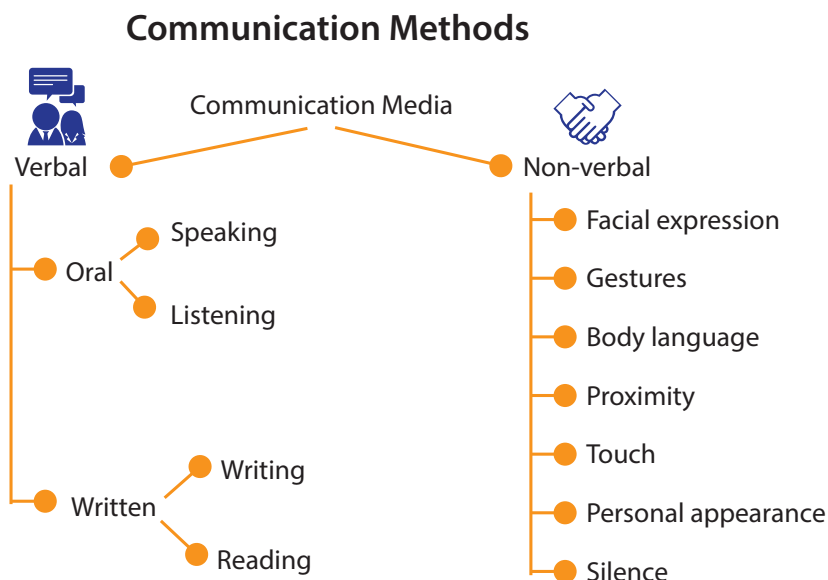 Communication Methods
Communication Media
Verbal
Oral
Speaking
Listening
Written
Writing
Reading
Non-verbal
Facial expression
Gestures
Body language
Proximity
Touch
Personal appearance
Silence